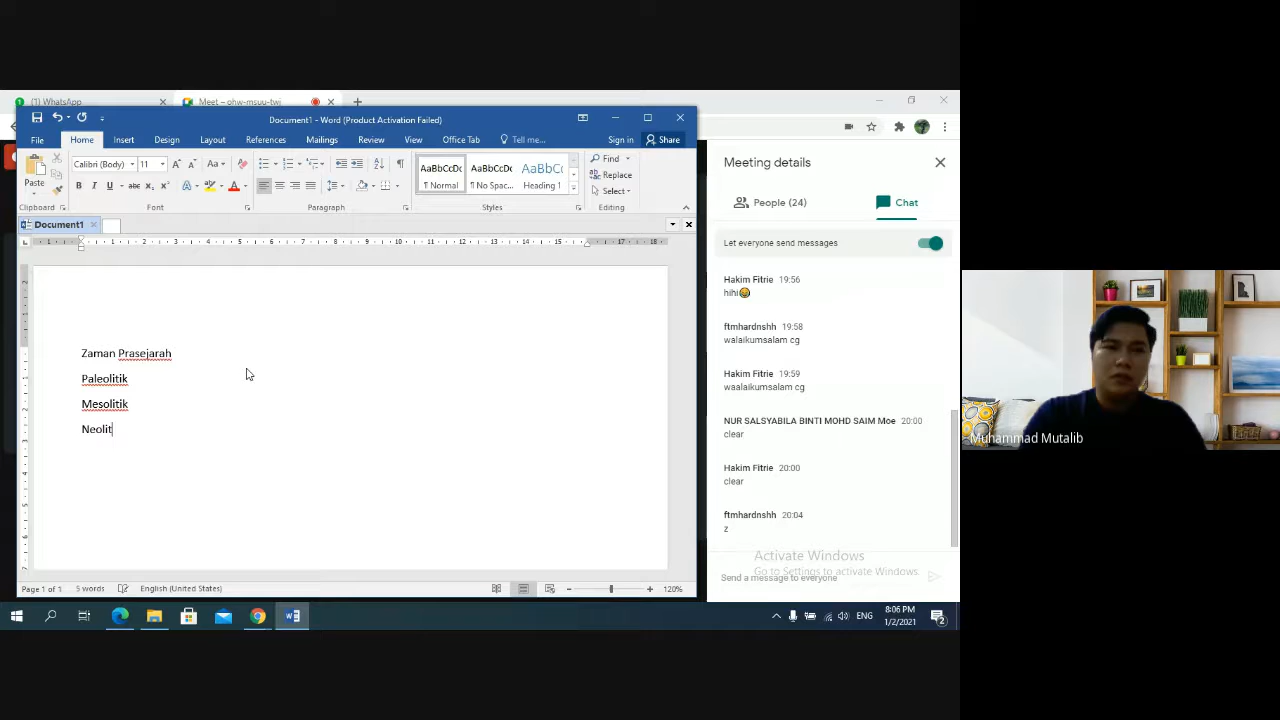 (1) WhatsApp
Meet – ohw-msuu-twj
Document1 - Word (Product Activation Failed)
File Home Insert Design Layout References Mailings Review View Office Tab Tell me... Sign in Share
Paste
Calibri (Body) 11 Aa
B I U abc X₂ X²
AaBbCcDc AaBbCcDc AaBbC(
¶ Normal ¶ No Spac... Heading 1
Find
Replace
Select
Clipboard Font Paragraph Styles Editing
Document1
Zaman Prasejarah
Paleolitik
Mesolitik
Neolit
Page 1 of 1 5 words English (United States) 120%
Meeting details
People (24) Chat
Let everyone send messages
Hakim Fitrie 19:56
hihi😄
ftmhardnshh 19:58
walaikumsalam cg
Hakim Fitrie 19:59
waalaikumsalam cg
NUR SALSYABILA BINTI MOHD SAIM Moe 20:00
clear
Hakim Fitrie 20:00
clear
ftmhardnshh 20:04
z
Activate Windows
Go to Settings to activate Windows.
Send a message to everyone
ENG
8:06 PM
1/2/2021
2
Muhammad Mutalib